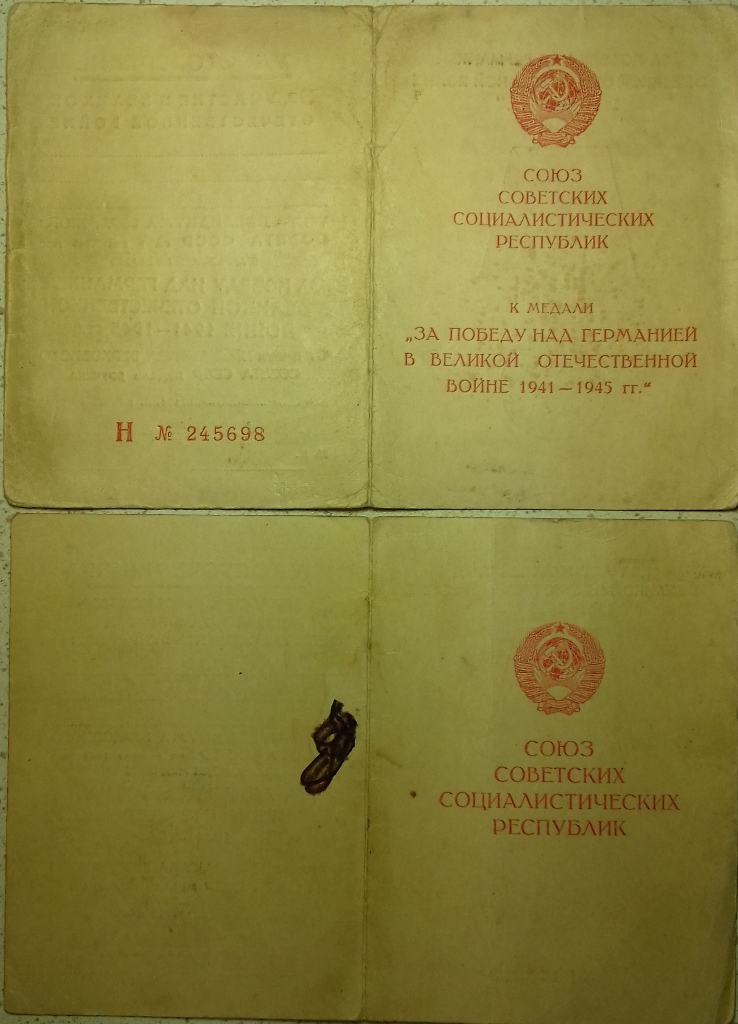 СОЮЗ
СОВЕТСКИХ
СОЦИАЛИСТИЧЕСКИХ
РЕСПУБЛИК
К МЕДАЛИ
„ЗА ПОБЕДУ НАД ГЕРМАНИЕЙ
В ВЕЛИКОЙ ОТЕЧЕСТВЕННОЙ
ВОЙНЕ 1941—1945 гг.“
Н № 245698
СОЮЗ
СОВЕТСКИХ
СОЦИАЛИСТИЧЕСКИХ
РЕСПУБЛИК